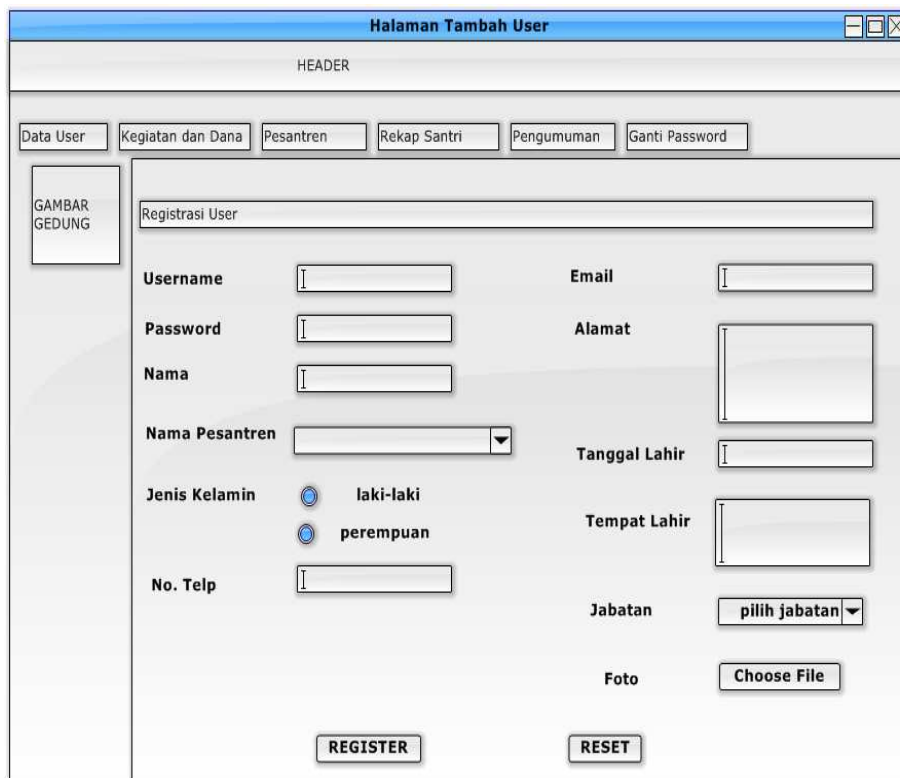 Halaman Tambah User
HEADER
Data User
Kegiatan dan Dana
Pesantren
Rekap Santri
Pengumuman
Ganti Password
GAMBAR
GEDUNG
Registrasi User
Username
Password
Nama
Nama Pesantren
Jenis Kelamin
laki-laki
perempuan
No. Telp
Email
Alamat
Tanggal Lahir
Tempat Lahir
Jabatan
pilih jabatan
Foto
Choose File
REGISTER
RESET